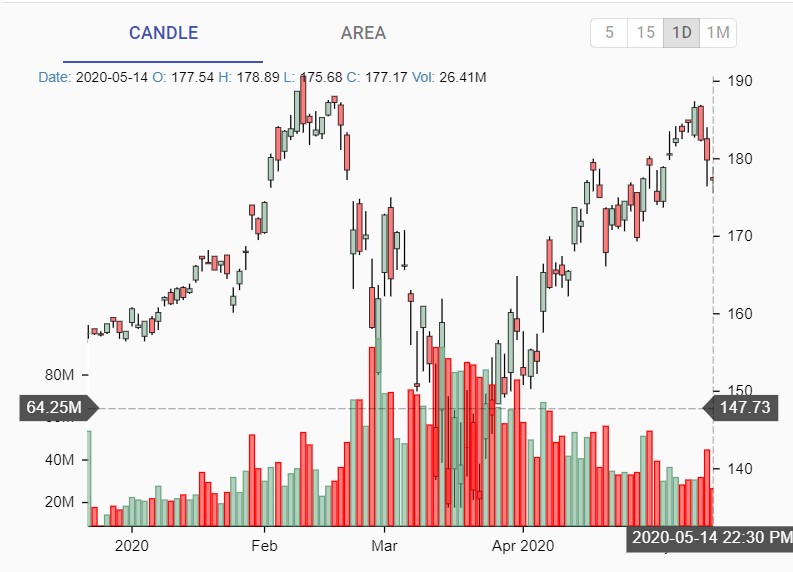 CANDLE AREA 5 15 1D 1M
Date: 2020-05-14 O: 177.54 H: 178.89 L: 175.68 C: 177.17 Vol: 26.41M
190
180
170
160
80M
150
64.25M 147.73
40M
140
20M
2020-05-14 22:30 PM
2020 Feb Mar Apr 2020